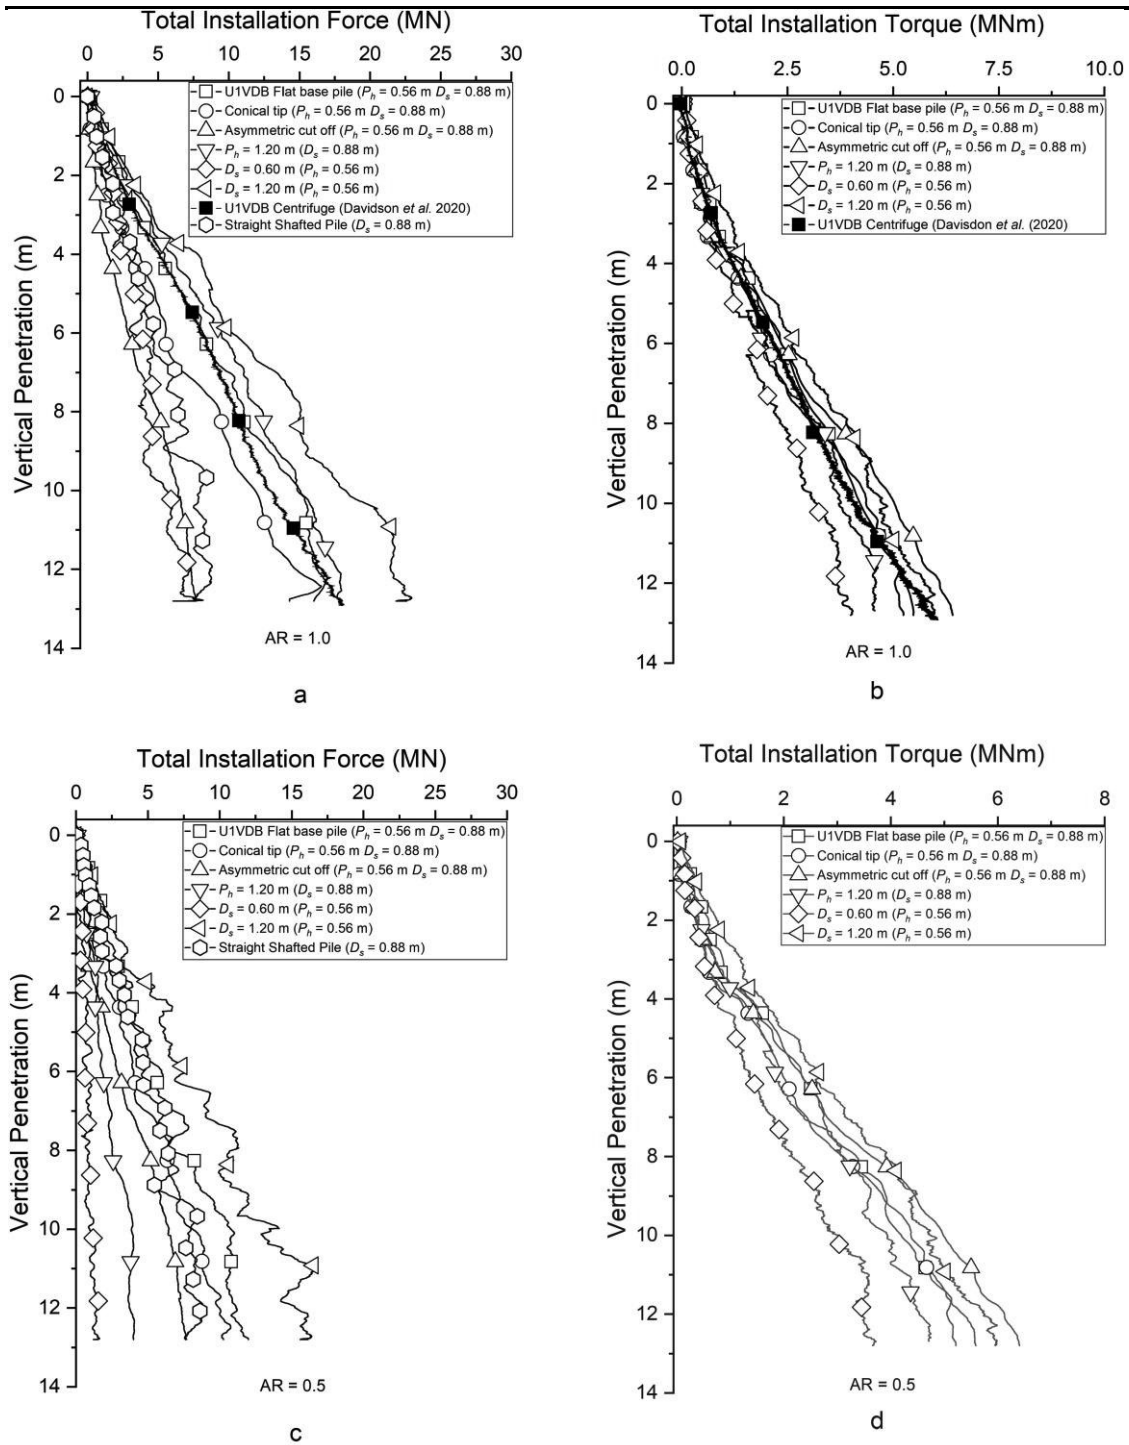 Total Installation Force (MN)
0 5 10 15 20 25 30
0
2
4
6
8
10
12
14
Vertical Penetration (m)
U1VDB Flat base pile (Ph = 0.56 m Ds = 0.88 m)
Conical tip (Ph = 0.56 m Ds = 0.88 m)
Asymmetric cut off (Ph = 0.56 m Ds = 0.88 m)
Ph = 1.20 m (Ds = 0.88 m)
Ds = 0.60 m (Ph = 0.56 m)
Ds = 1.20 m (Ph = 0.56 m)
U1VDB Centrifuge (Davidson et al. 2020)
Straight Shafted Pile (Ds = 0.88 m)
AR = 1.0
a
Total Installation Torque (MNm)
0.0 2.5 5.0 7.5 10.0
0
2
4
6
8
10
12
14
Vertical Penetration (m)
U1VDB Flat base pile (Ph = 0.56 m Ds = 0.88 m)
Conical tip (Ph = 0.56 m Ds = 0.88 m)
Asymmetric cut off (Ph = 0.56 m Ds = 0.88 m)
Ph = 1.20 m (Ds = 0.88 m)
Ds = 0.60 m (Ph = 0.56 m)
Ds = 1.20 m (Ph = 0.56 m)
U1VDB Centrifuge (Davisdon et al. (2020)
AR = 1.0
b
Total Installation Force (MN)
0 5 10 15 20 25 30
0
2
4
6
8
10
12
14
Vertical Penetration (m)
U1VDB Flat base pile (Ph = 0.56 m Ds = 0.88 m)
Conical tip (Ph = 0.56 m Ds = 0.88 m)
Asymmetric cut off (Ph = 0.56 m Ds = 0.88 m)
Ph = 1.20 m (Ds = 0.88 m)
Ds = 0.60 m (Ph = 0.56 m)
Ds = 1.20 m (Ph = 0.56 m)
Straight Shafted Pile (Ds = 0.88 m)
AR = 0.5
c
Total Installation Torque (MNm)
0 2 4 6 8
0
2
4
6
8
10
12
14
Vertical Penetration (m)
U1VDB Flat base pile (Ph = 0.56 m Ds = 0.88 m)
Conical tip (Ph = 0.56 m Ds = 0.88 m)
Asymmetric cut off (Ph = 0.56 m Ds = 0.88 m)
Ph = 1.20 m (Ds = 0.88 m)
Ds = 0.60 m (Ph = 0.56 m)
Ds = 1.20 m (Ph = 0.56 m)
AR = 0.5
d